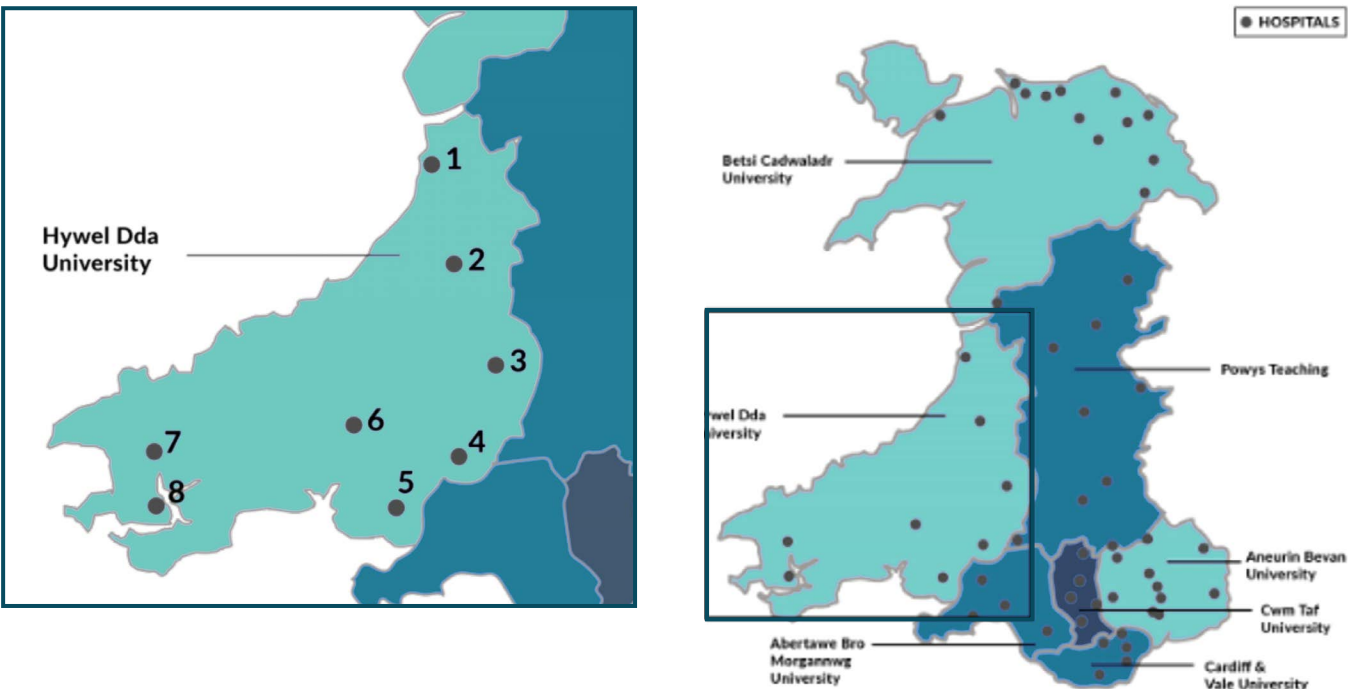 Hywel Dda
University
1
2
3
4
5
6
7
8
HOSPITALS
Betsi Cadwaladr
University
Powys Teaching
ywel Dda
iversity
Aneurin Bevan
University
Cwm Taf
University
Abertawe Bro
Morgannwg
University
Cardiff &
Vale University